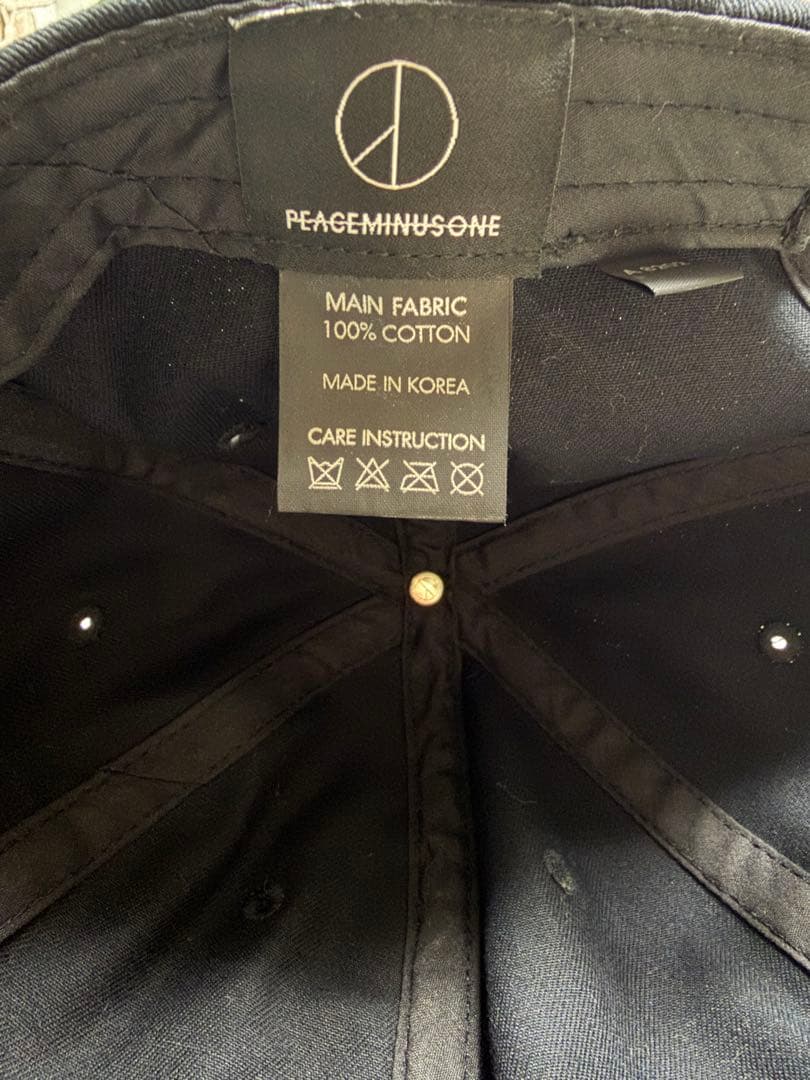 PEACEMINUSONE
MAIN FABRIC
100% COTTON
MADE IN KOREA
CARE INSTRUCTION